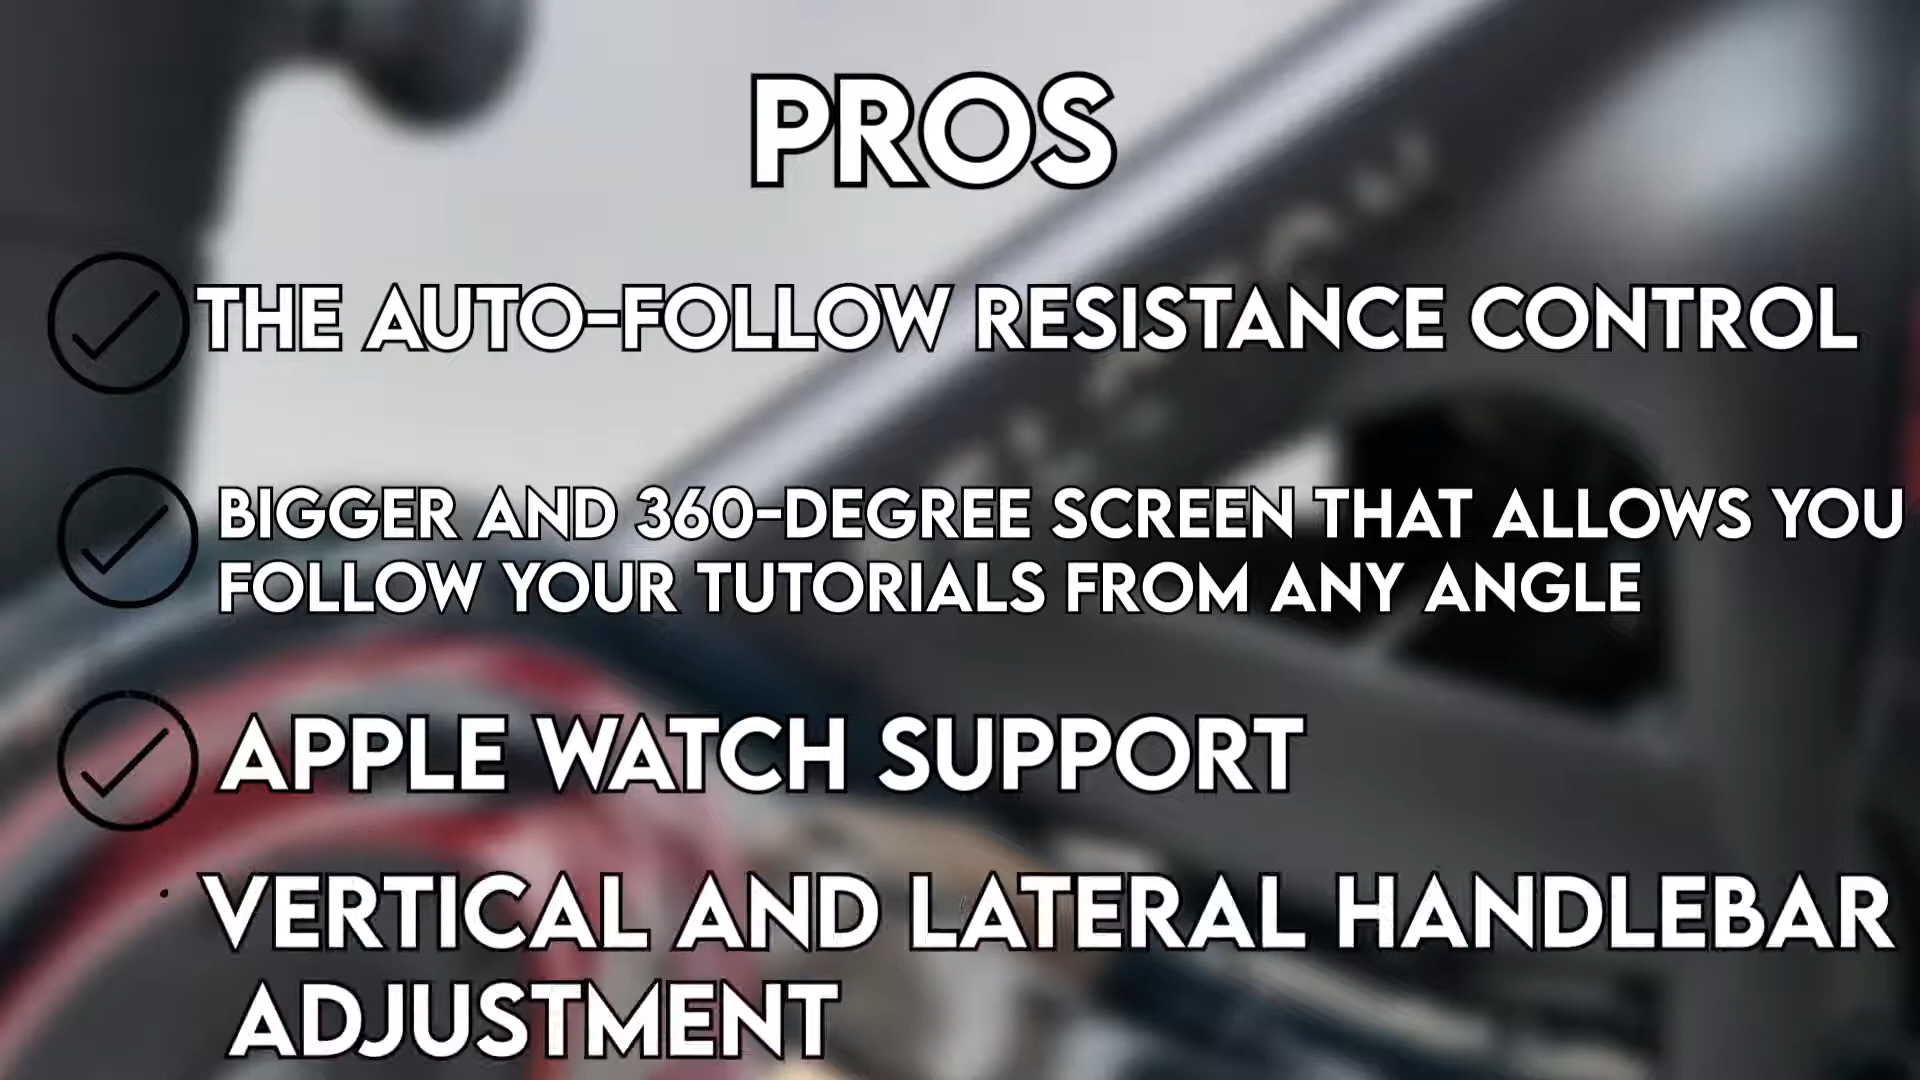 PROS
THE AUTO-FOLLOW RESISTANCE CONTROL
BIGGER AND 360-DEGREE SCREEN THAT ALLOWS YOU
FOLLOW YOUR TUTORIALS FROM ANY ANGLE
APPLE WATCH SUPPORT
VERTICAL AND LATERAL HANDLEBAR
ADJUSTMENT